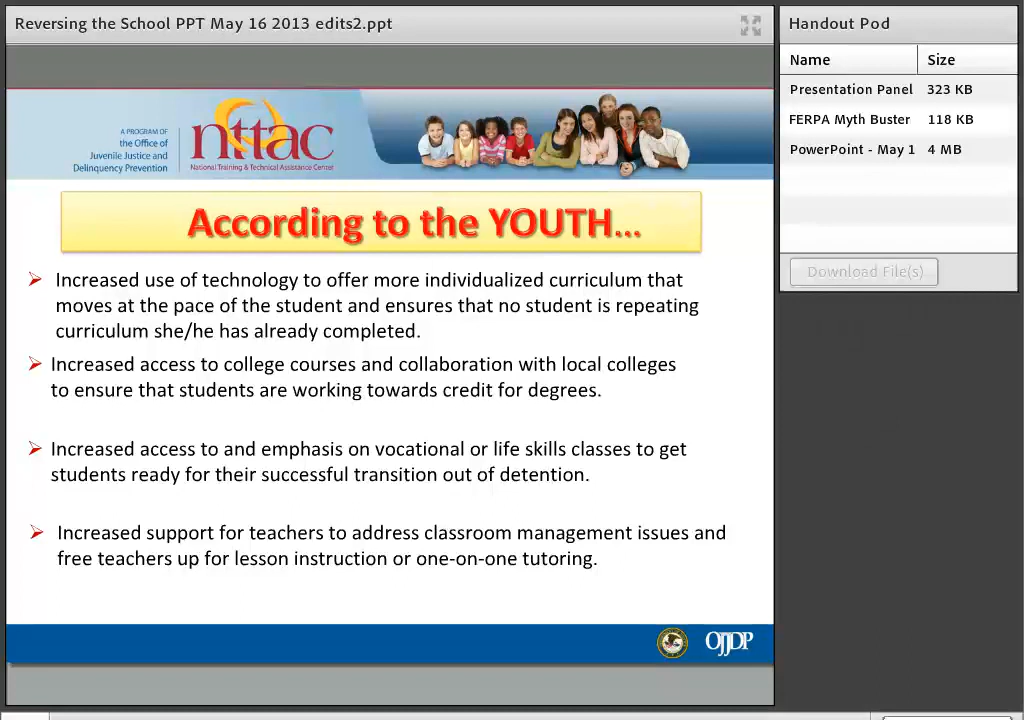 Reversing the School PPT May 16 2013 edits2.ppt
Handout Pod
Name Size
Presentation Panel 323 KB
FERPA Myth Buster 118 KB
PowerPoint - May 1 4 MB
Download File(s)
A PROGRAM OF
the Office of
Juvenile Justice and
Delinquency Prevention
nttac
National Training & Technical Assistance Center
According to the YOUTH...
Increased use of technology to offer more individualized curriculum that
moves at the pace of the student and ensures that no student is repeating
curriculum she/he has already completed.
Increased access to college courses and collaboration with local colleges
to ensure that students are working towards credit for degrees.
Increased access to and emphasis on vocational or life skills classes to get
students ready for their successful transition out of detention.
Increased support for teachers to address classroom management issues and
free teachers up for lesson instruction or one-on-one tutoring.
OJJDP